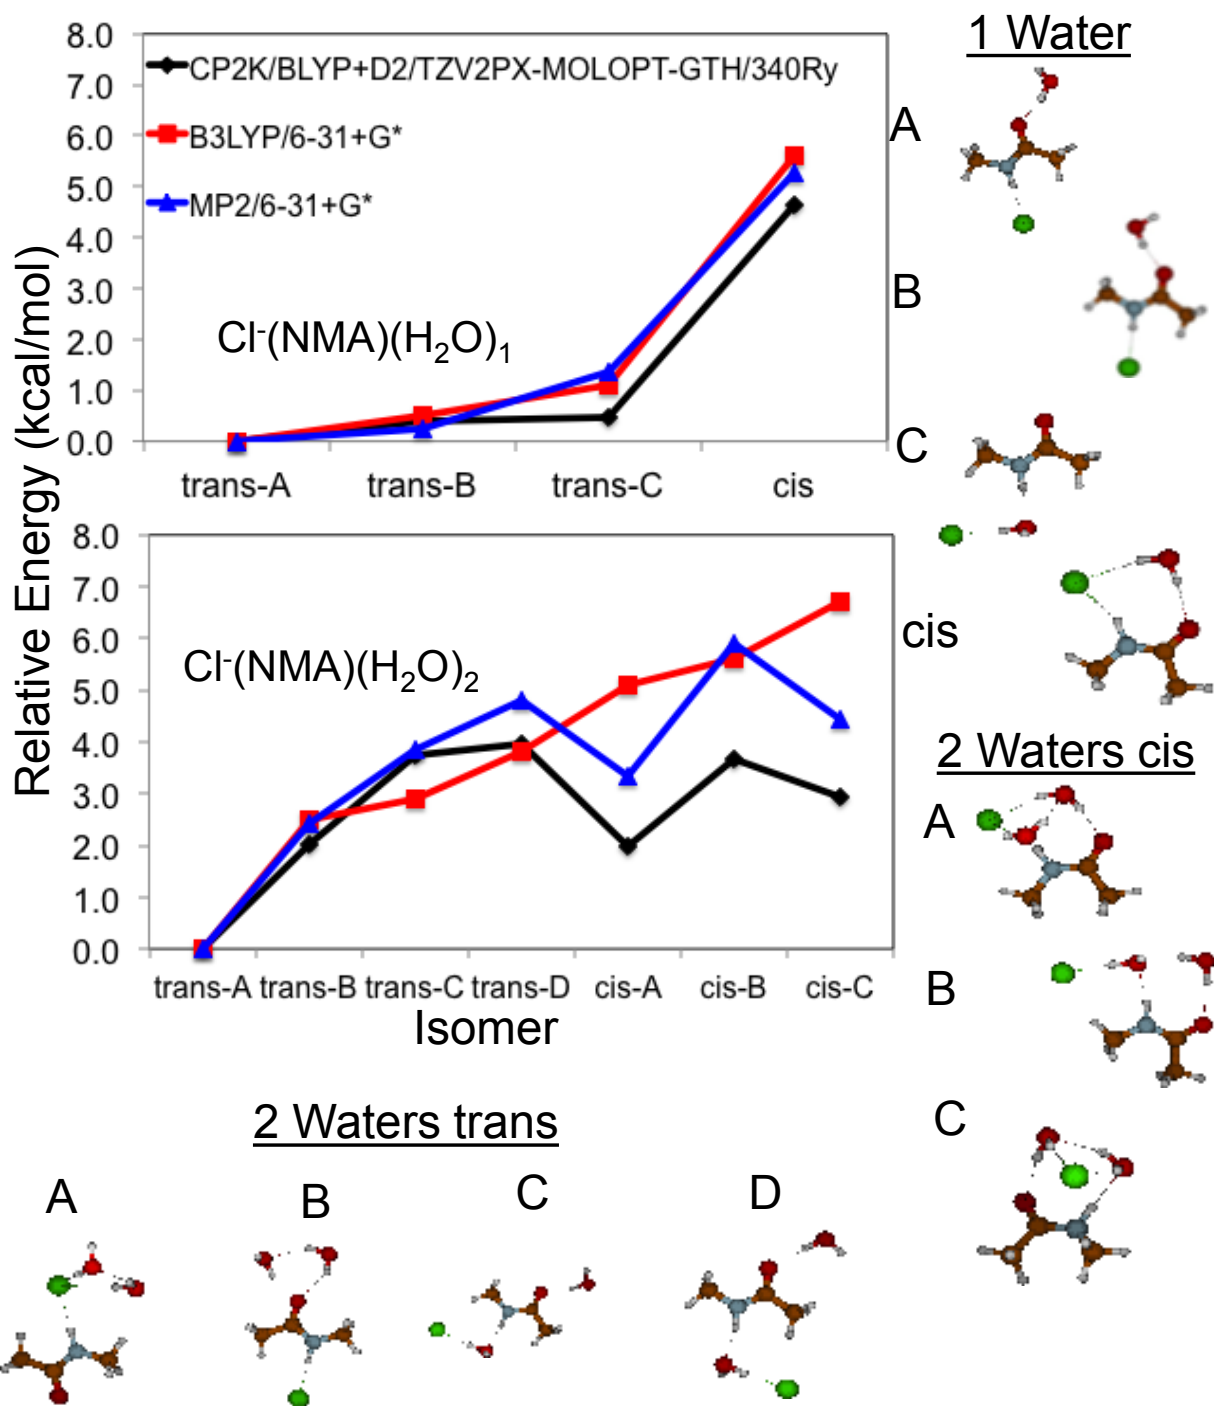 8.0
7.0
6.0
5.0
4.0
3.0
2.0
1.0
0.0
CP2K/BLYP+D2/TZV2PX-MOLOPT-GTH/340Ry
B3LYP/6-31+G*
MP2/6-31+G*
Cl⁻(NMA)(H₂O)₁
trans-A trans-B trans-C cis
Relative Energy (kcal/mol)
8.0
7.0
6.0
5.0
4.0
3.0
2.0
1.0
0.0
Cl⁻(NMA)(H₂O)₂
trans-A trans-B trans-C trans-D cis-A cis-B cis-C
Isomer
1 Water
A
B
C
cis
2 Waters cis
A
B
C
2 Waters trans
A B C D